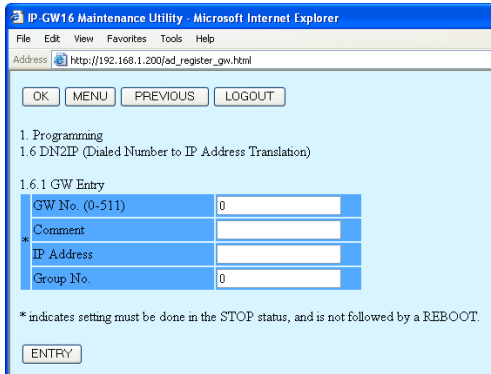 IP-GW16 Maintenance Utility - Microsoft Internet Explorer
File Edit View Favorites Tools Help
Address http://192.168.1.200/ad_register_gw.html
OK MENU PREVIOUS LOGOUT
1. Programming
1.6 DN2IP (Dialed Number to IP Address Translation)
1.6.1 GW Entry
GW No. (0-511) 0
Comment
*
IP Address
Group No. 0
* indicates setting must be done in the STOP status, and is not followed by a REBOOT.
ENTRY